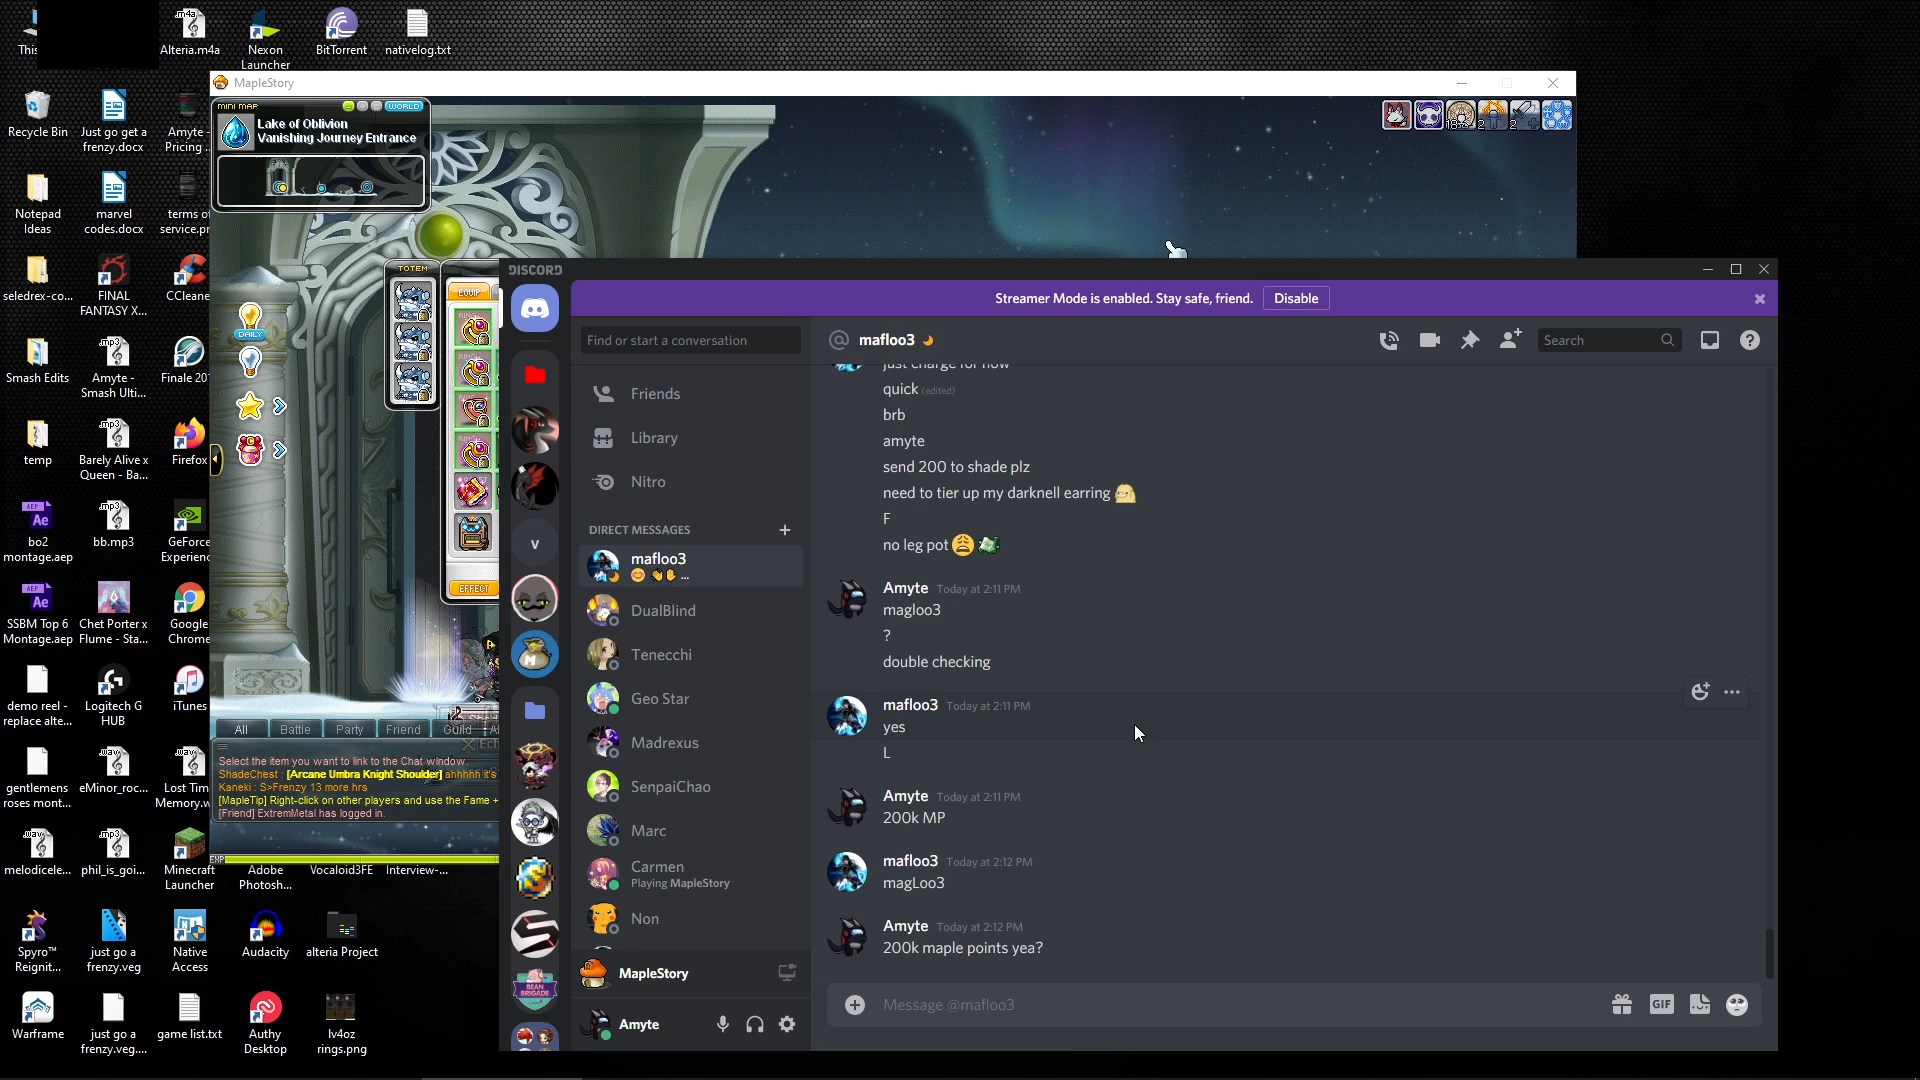 This
Alteria.m4a
Nexon
Launcher
BitTorrent
nativelog.txt
Recycle Bin
Just go get a
frenzy.docx
Amyte -
Pricing ..
Notepad
Ideas
marvel
codes.docx
terms of
service.pr
seledrex-co...
FINAL
FANTASY X...
CCleane
Smash Edits
Amyte -
Smash Ulti...
Finale 20
temp
Barely Alive x
Queen - Ba...
Firefox
bo2
montage.aep
bb.mp3
GeForce
Experienc
SSBM Top 6
Montage.aep
Chet Porter x
Flume - Sta...
Google
Chrome
demo reel -
replace alte...
Logitech G
HUB
iTunes
gentlemens
roses mont...
eMinor_roc...
Lost Tim
Memory.w
melodicele...
phil_is_goi...
Minecraft
Launcher
Adobe
Photosh...
Vocaloid3FE
Interview-...
Spyro™
Reignit...
just go a
frenzy.veg
Native
Access
Audacity
alteria Project
Warframe
just go a
frenzy.veg....
game list.txt
Authy
Desktop
lv4oz
rings.png
MapleStory
MINI MAP
WORLD
Lake of Oblivion
Vanishing Journey Entrance
TOTEM
EQUIP
DAILY
EFFECT
All
Battle
Party
Friend
Guild
Select the item you want to link to the Chat window.
ShadeChest : [Arcane Umbra Knight Shoulder] ahhhhh it's
Kaneki : S>Frenzy 13 more hrs
[MapleTip] Right-click on other players and use the Fame +
[Friend] ExtremMetal has logged in.
EXP
DISCORD
Streamer Mode is enabled. Stay safe, friend.
Disable
Find or start a conversation
mafloo3
Search
Friends
Library
Nitro
DIRECT MESSAGES
mafloo3
😊 👏✋ ...
DualBlind
Tenecchi
Geo Star
Madrexus
SenpaiChao
Marc
Carmen
Playing MapleStory
Non
MapleStory
Amyte
just charge for now
quick (edited)
brb
amyte
send 200 to shade plz
need to tier up my darknell earring
F
no leg pot 😩
Amyte Today at 2:11 PM
magloo3
?
double checking
mafloo3 Today at 2:11 PM
yes
L
Amyte Today at 2:11 PM
200k MP
mafloo3 Today at 2:12 PM
magLoo3
Amyte Today at 2:12 PM
200k maple points yea?
Message @mafloo3
GIF